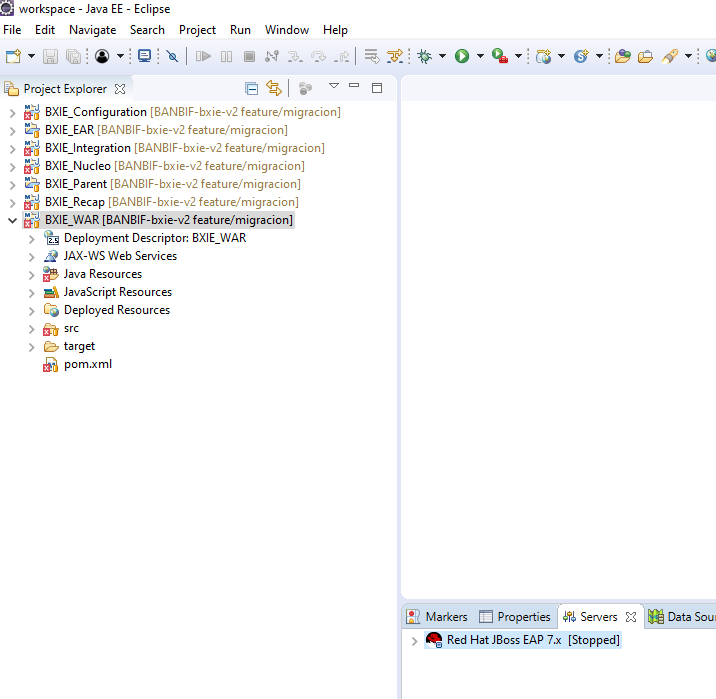 workspace - Java EE - Eclipse
File Edit Navigate Search Project Run Window Help
Project Explorer
BXIE_Configuration [BANBIF-bxie-v2 feature/migracion]
BXIE_EAR [BANBIF-bxie-v2 feature/migracion]
BXIE_Integration [BANBIF-bxie-v2 feature/migracion]
BXIE_Nucleo [BANBIF-bxie-v2 feature/migracion]
BXIE_Parent [BANBIF-bxie-v2 feature/migracion]
BXIE_Recap [BANBIF-bxie-v2 feature/migracion]
BXIE_WAR [BANBIF-bxie-v2 feature/migracion]
Deployment Descriptor: BXIE_WAR
JAX-WS Web Services
Java Resources
JavaScript Resources
Deployed Resources
src
target
pom.xml
Markers Properties Servers Data Sou
Red Hat JBoss EAP 7.x [Stopped]